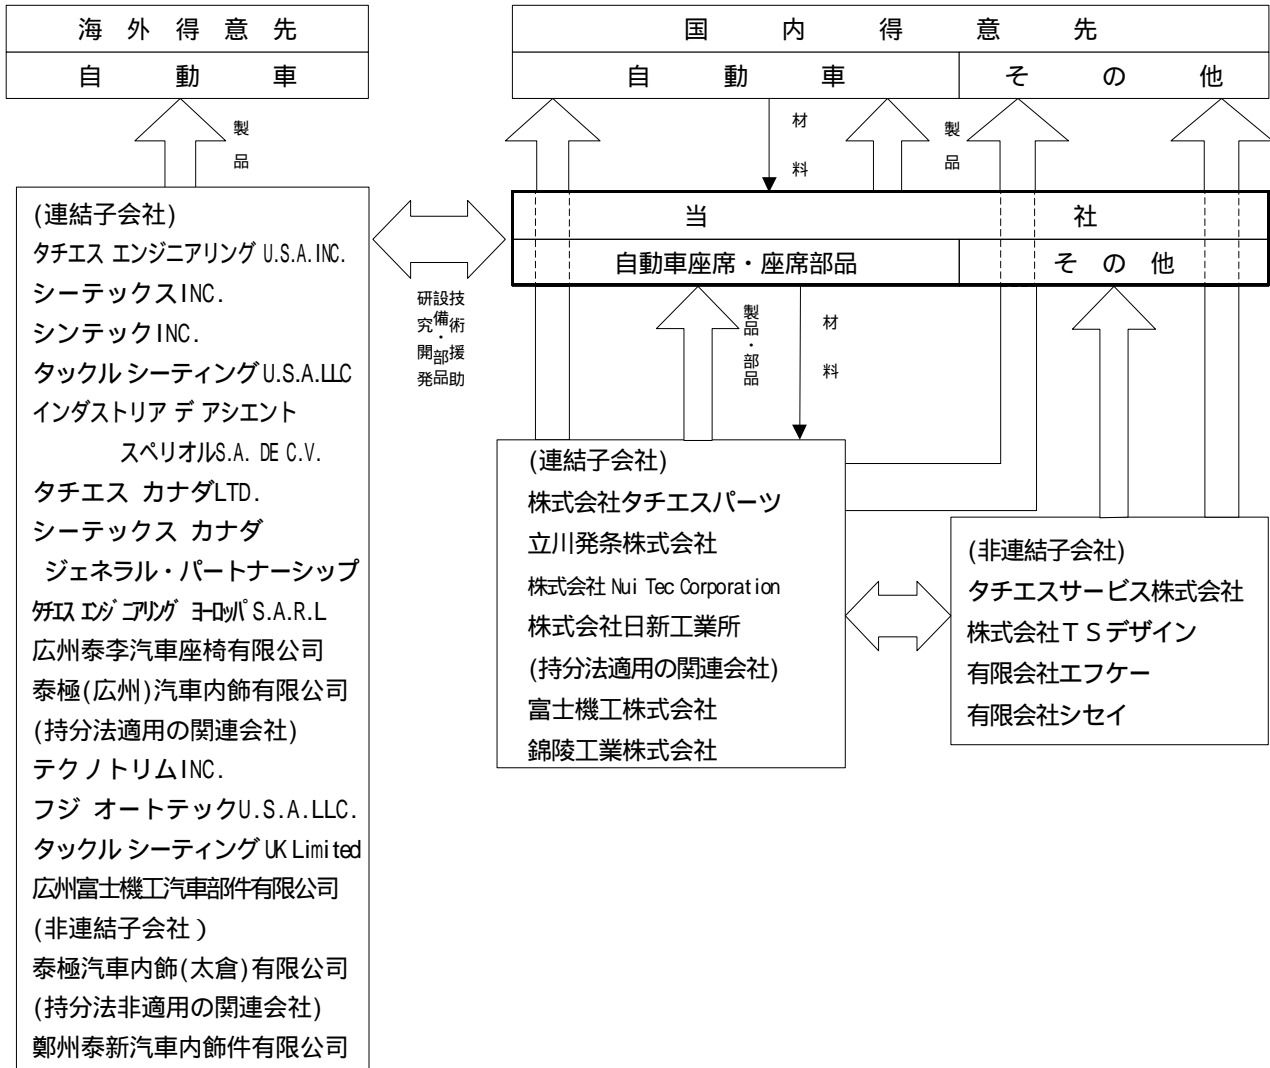 海外得意先
自動車
製品
(連結子会社)
タチエス エンジニアリング U.S.A.INC.
シーテックスINC.
シンテックINC.
タックル シーティング U.S.A.LLC
インダストリア デ アシエント
スペリオルS.A. DE C.V.
タチエス カナダLTD.
シーテックス カナダ
ジェネラル・パートナーシップ
タチエス エンジニアリング ヨーロッパ S.A.R.L
広州泰李汽車座椅有限公司
泰極(広州)汽車内飾有限公司
(持分法適用の関連会社)
テクノトリムINC.
フジ オートテックU.S.A.LLC.
タックル シーティング UK Limited
広州富士機工汽車部件有限公司
(非連結子会社)
泰極汽車内飾(太倉)有限公司
(持分法非適用の関連会社)
鄭州泰新汽車内飾件有限公司
技術援助
設備・部品
研究開発
国内得意先
自動車 その他
材料
製品
当社
自動車座席・座席部品 その他
製品・部品
材料
(連結子会社)
株式会社タチエスパーツ
立川発条株式会社
株式会社 Nui Tec Corporation
株式会社日新工業所
(持分法適用の関連会社)
富士機工株式会社
錦陵工業株式会社
(非連結子会社)
タチエスサービス株式会社
株式会社TSデザイン
有限会社エフケー
有限会社シセイ